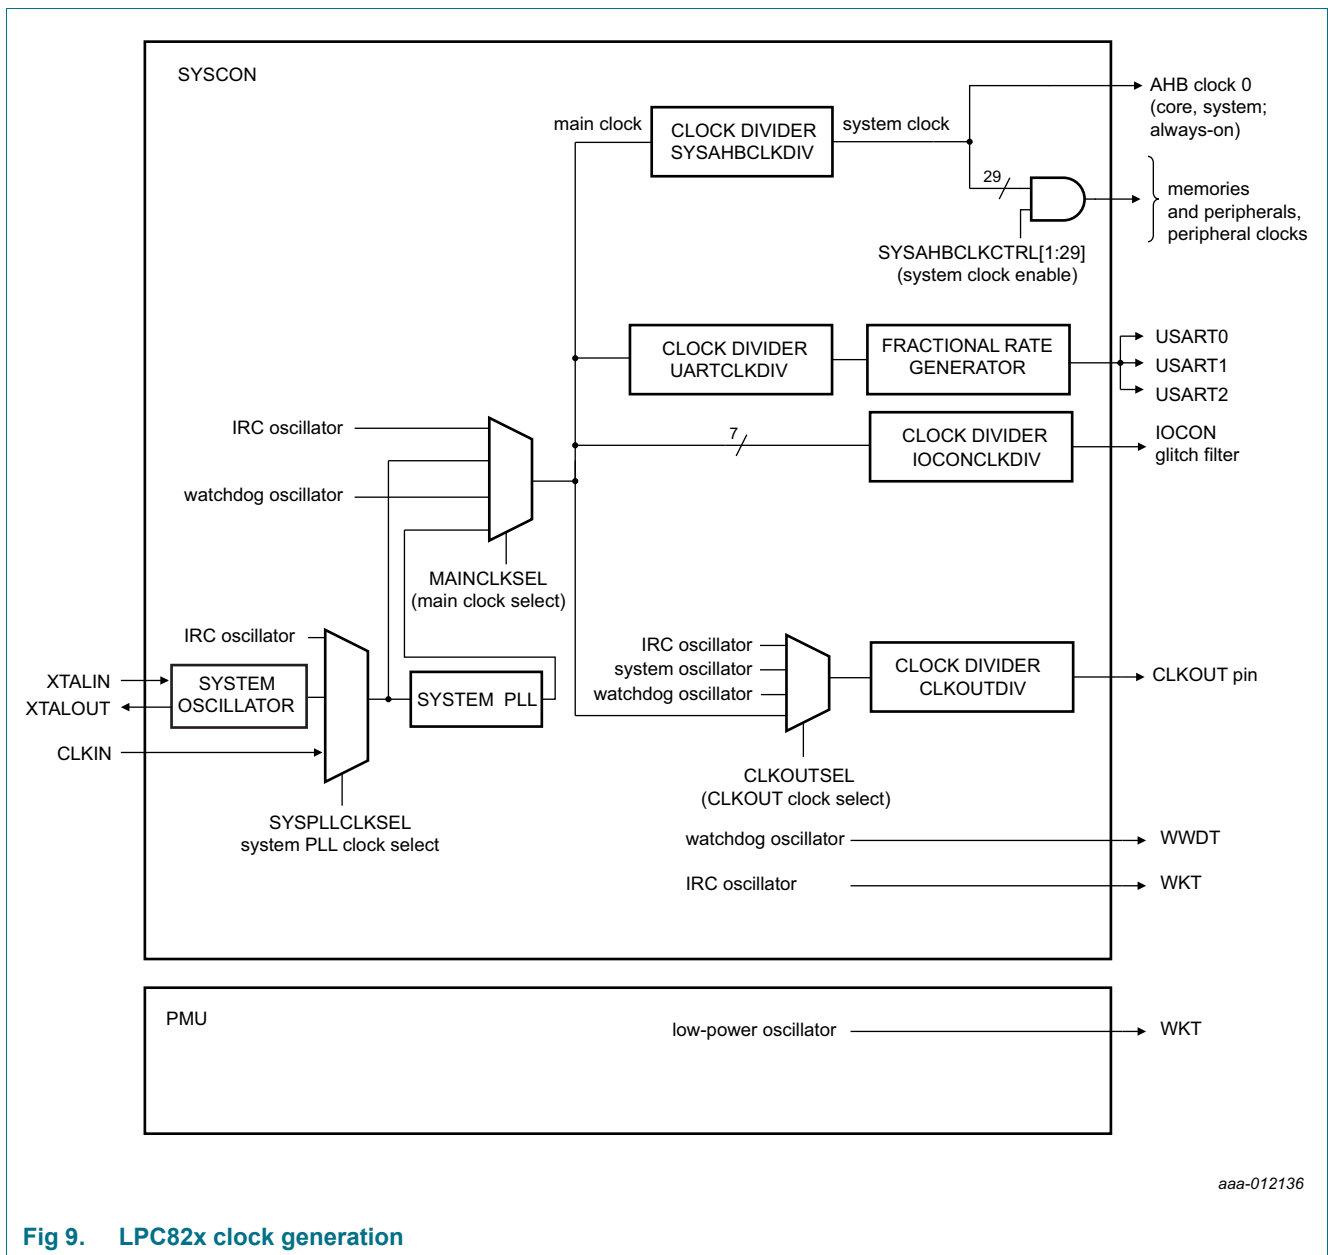 SYSCON
AHB clock 0
(core, system;
always-on)
main clock
CLOCK DIVIDER
SYSAHBCLKDIV
system clock
29
memories
and peripherals,
peripheral clocks
SYSAHBCLKCTRL[1:29]
(system clock enable)
CLOCK DIVIDER
UARTCLKDIV
FRACTIONAL RATE
GENERATOR
USART0
USART1
USART2
IRC oscillator
7
CLOCK DIVIDER
IOCONCLKDIV
IOCON
glitch filter
watchdog oscillator
MAINCLKSEL
(main clock select)
IRC oscillator
XTALIN
XTALOUT
SYSTEM
OSCILLATOR
SYSTEM PLL
CLKIN
SYSPLLCLKSEL
system PLL clock select
IRC oscillator
system oscillator
watchdog oscillator
CLOCK DIVIDER
CLKOUTDIV
CLKOUT pin
CLKOUTSEL
(CLKOUT clock select)
watchdog oscillator
WWDT
IRC oscillator
WKT
PMU
low-power oscillator
WKT
aaa-012136
Fig 9. LPC82x clock generation